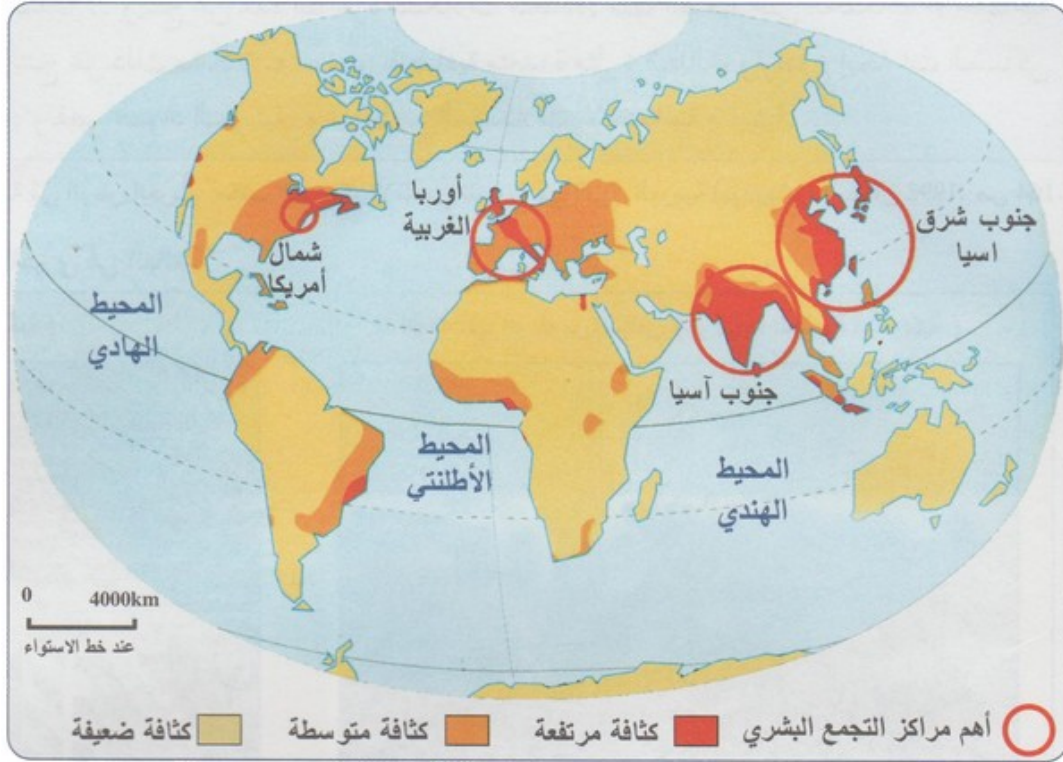 أوربا
الغربية
شمال
أمريكا
جنوب شرق
اسيا
جنوب آسيا
المحيط
الهادي
المحيط
الأطلنتي
المحيط
الهندي
0 4000km
عند خط الاستواء
أهم مراكز التجمع البشري
كثافة مرتفعة
كثافة متوسطة
كثافة ضعيفة